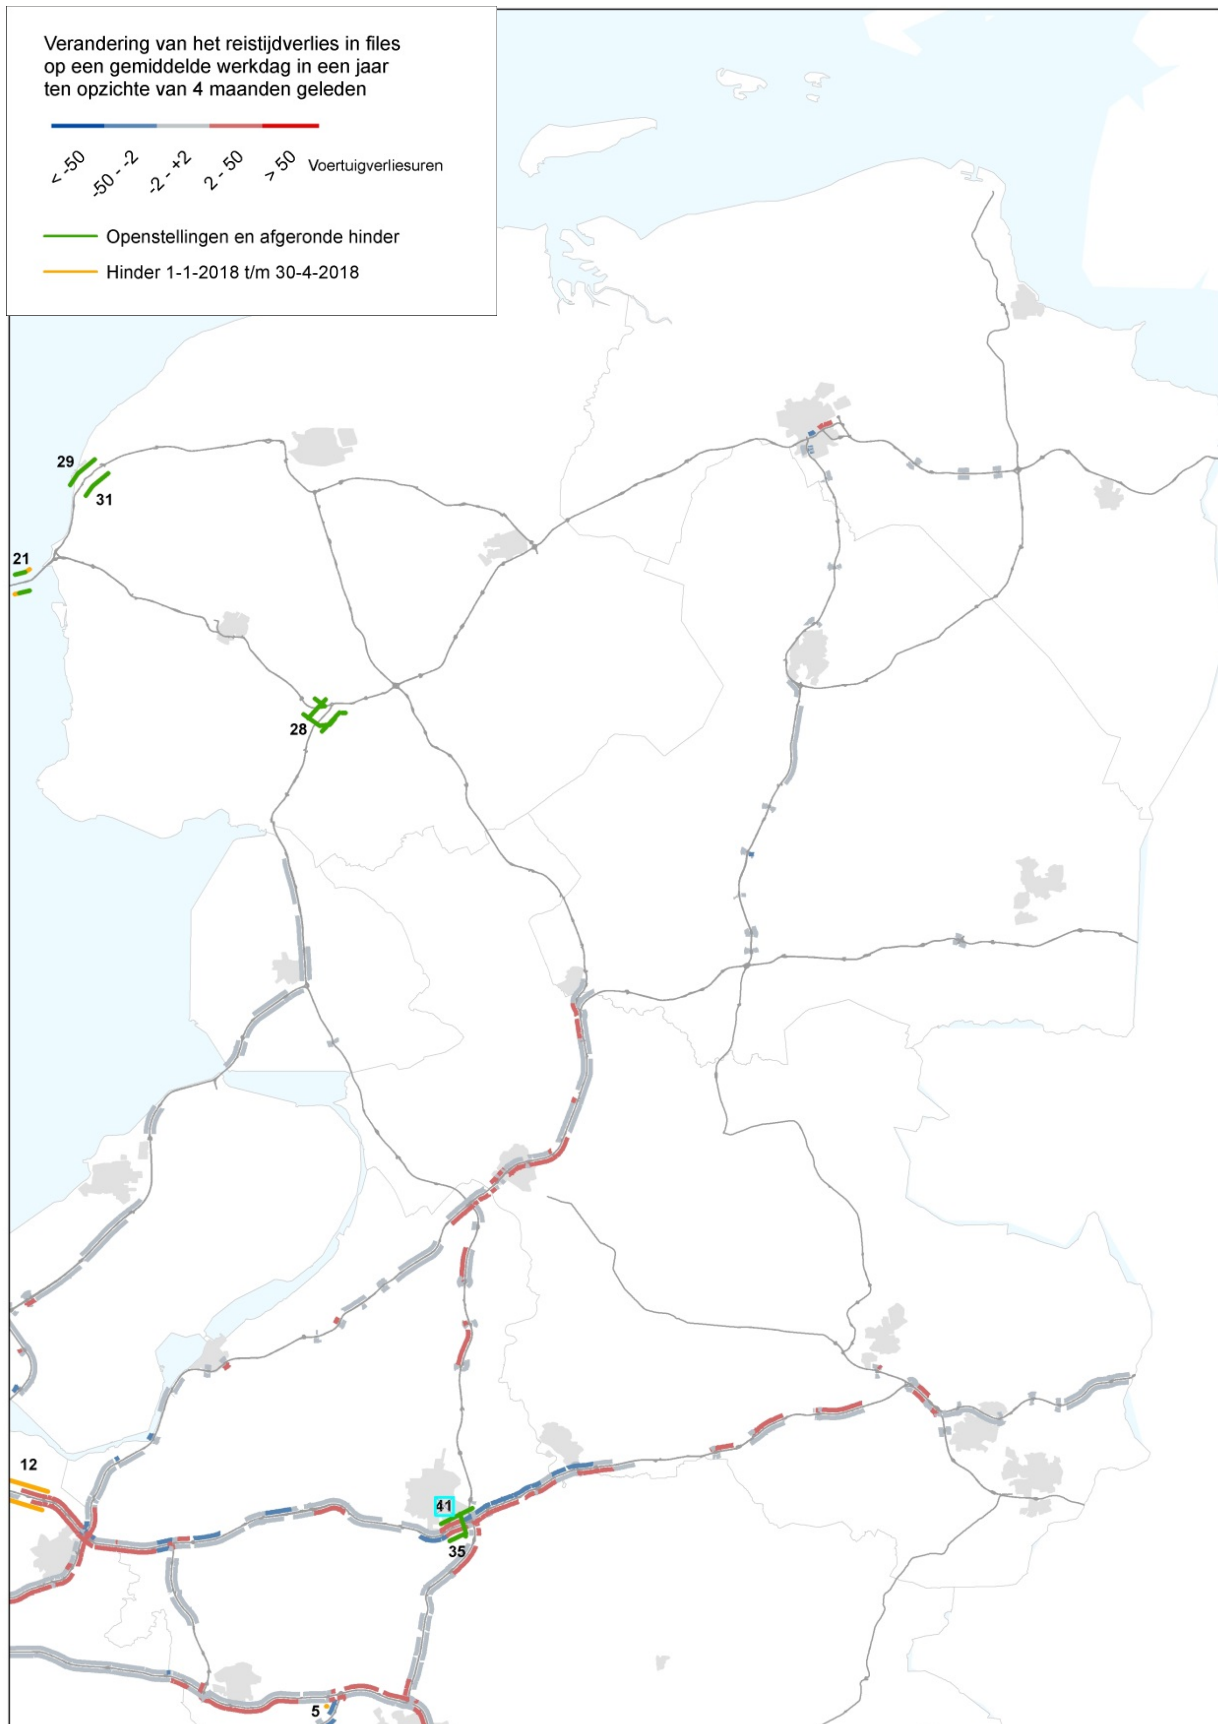 Verandering van het reistijdverlies in files
op een gemiddelde werkdag in een jaar
ten opzichte van 4 maanden geleden
< -50
-50 - -2
-2 - +2
2 - 50
> 50
Voertuigverliesuren
Openstellingen en afgeronde hinder
Hinder 1-1-2018 t/m 30-4-2018
29
31
21
28
12
41
35
5